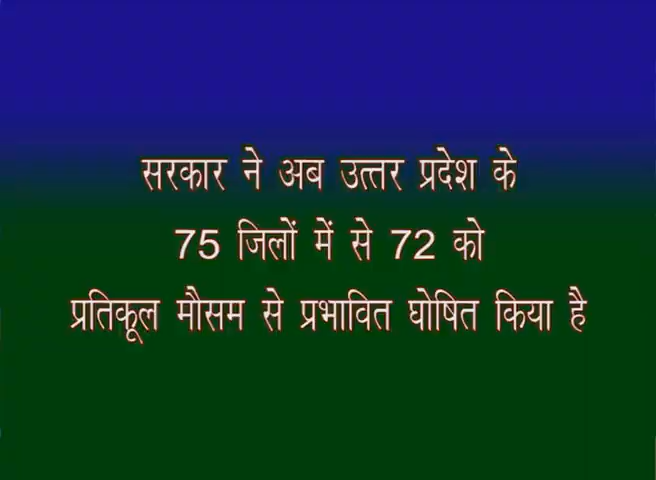 सरकार ने अब उत्तर प्रदेश के
75 जिलों में से 72 को
प्रतिकूल मौसम से प्रभावित घोषित किया है